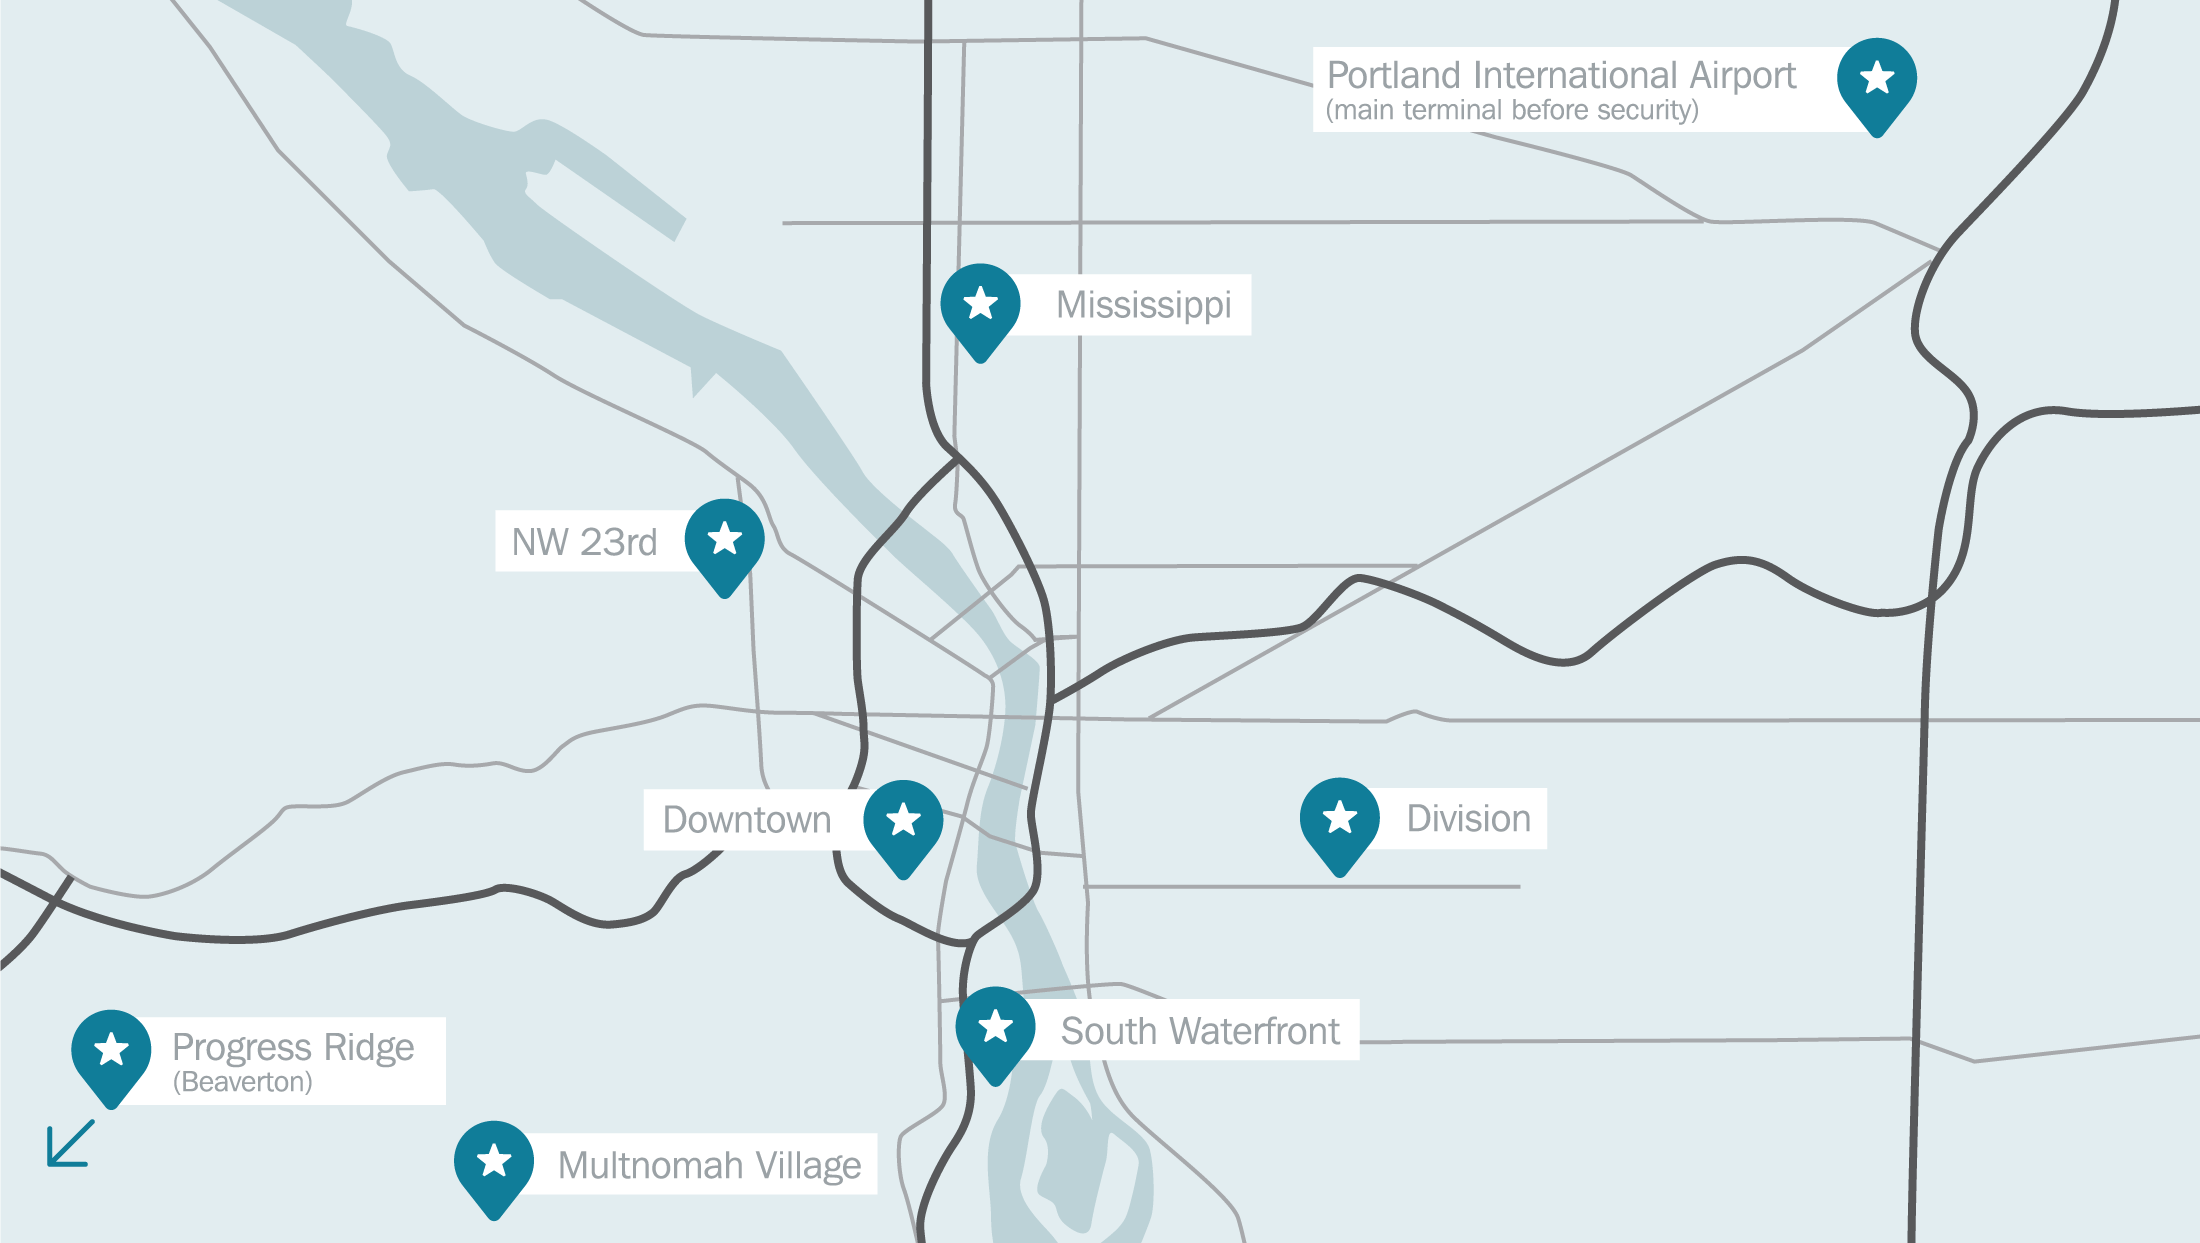 Portland International Airport
(main terminal before security)
Mississippi
NW 23rd
Downtown
Division
South Waterfront
Progress Ridge
(Beaverton)
Multnomah Village